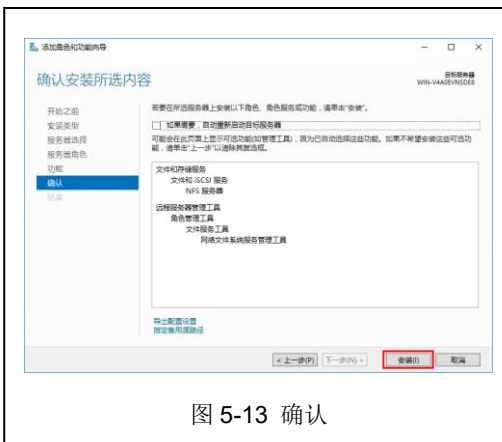 添加角色和功能向导
确认安装所选内容
目标服务器
WIN-V4A0EVNSDE8
开始之前
安装类型
服务器选择
服务器角色
功能
确认
结果
若要在所选服务器上安装以下角色、角色服务或功能，请单击“安装”。
如果需要，自动重新启动目标服务器
可能会在此页面上显示可选功能(如管理工具)，因为已自动选择这些功能。如果不希望安装这些可选功
能，请单击“上一步”以清除其复选框。
文件和存储服务
文件和 iSCSI 服务
NFS 服务器
远程服务器管理工具
角色管理工具
文件服务工具
网络文件系统服务管理工具
导出配置设置
指定备用源路径
< 上一步(P)
下一步(N) >
安装(I)
取消
图 5-13 确认